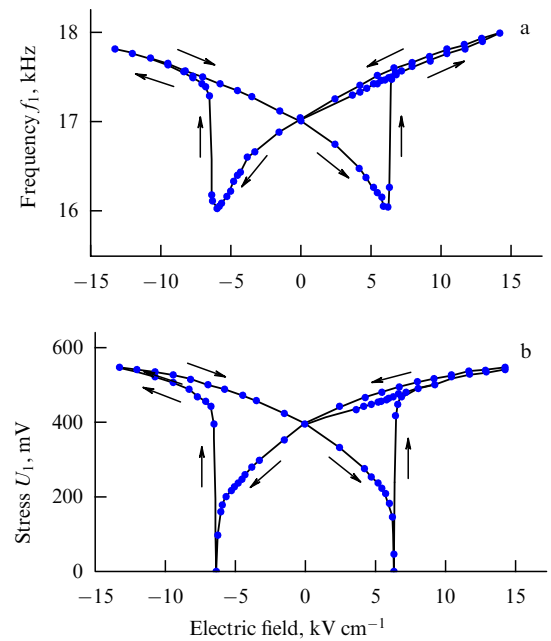 a
Frequency f₁, kHz
18
17
16
−15 −10 −5 0 5 10 15
b
Stress U₁, mV
600
400
200
0
−15 −10 −5 0 5 10 15
Electric field, kV cm⁻¹